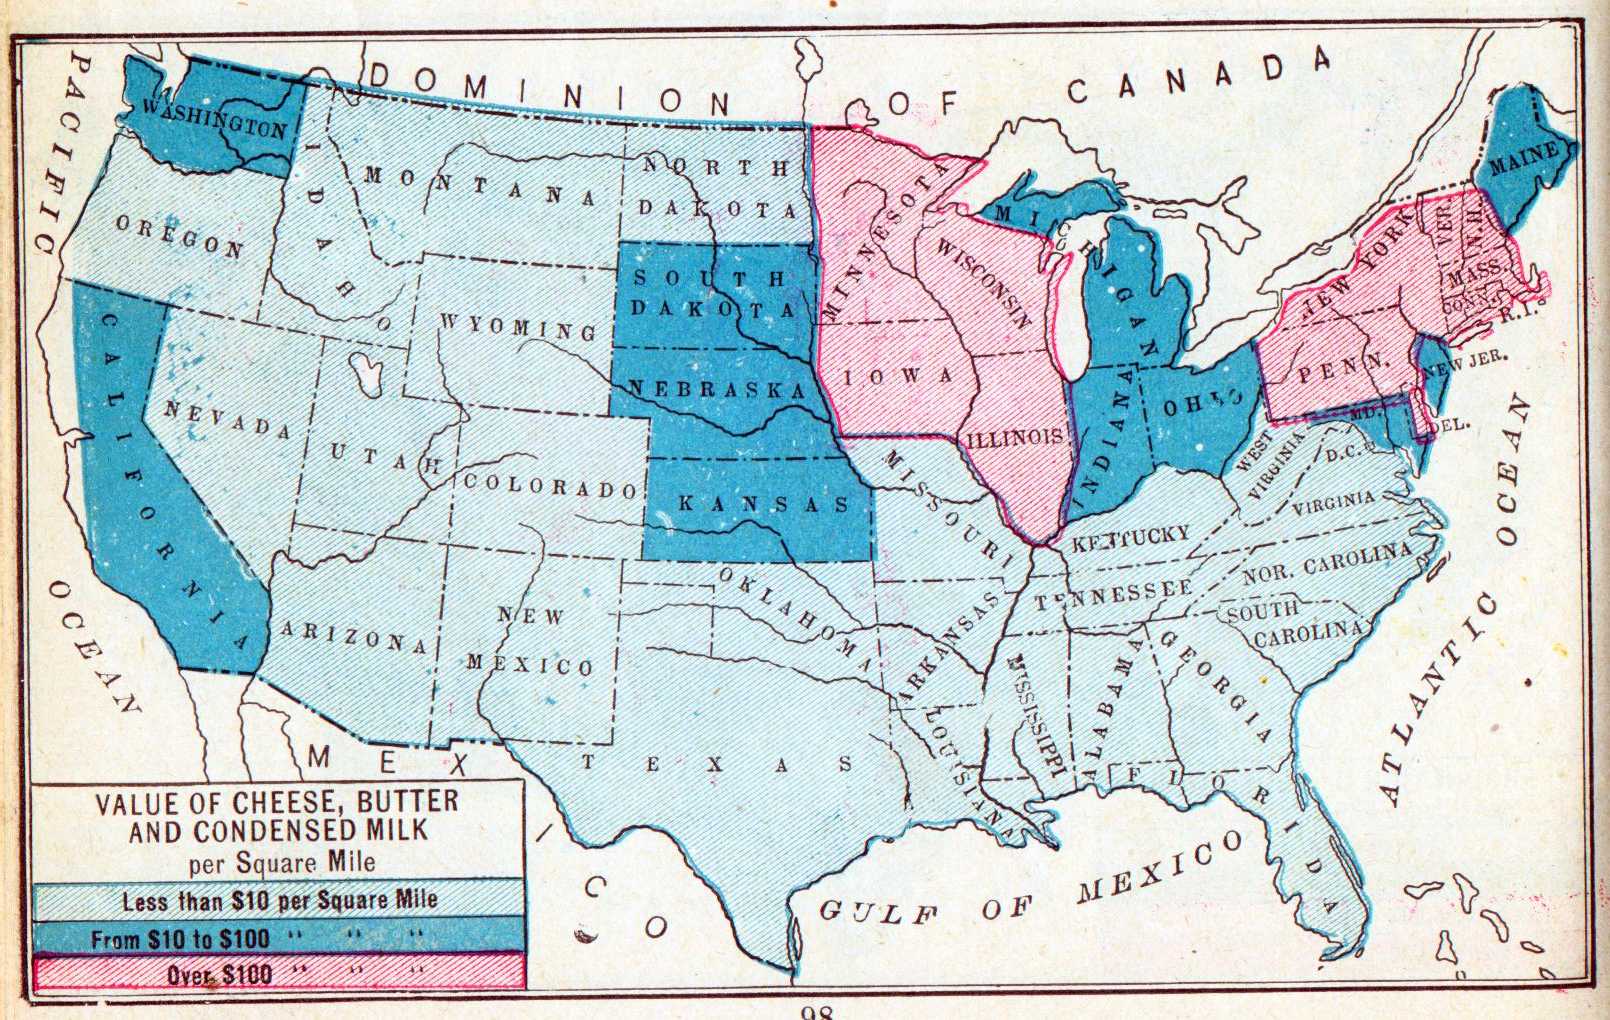 DOMINION OF CANADA
PACIFIC
OCEAN
WASHINGTON
OREGON
CALIFORNIA
IDAHO
NEVADA
MONTANA
WYOMING
UTAH
COLORADO
ARIZONA
NEW
MEXICO
NORTH
DAKOTA
SOUTH
DAKOTA
NEBRASKA
KANSAS
OKLAHOMA
TEXAS
MINNESOTA
IOWA
MISSOURI
ARKANSAS
LOUISIANA
WISCONSIN
ILLINOIS
MICHIGAN
INDIANA
OHIO
KENTUCKY
TENNESSEE
MISSISSIPPI
ALABAMA
GEORGIA
FLORIDA
SOUTH
CAROLINA
NOR. CAROLINA
VIRGINIA
WEST
VIRGINIA
D.C.
MD.
DEL.
PENN.
NEW JER.
NEW YORK
VER.
N.H.
MASS.
CONN.
R.I.
MAINE
ATLANTIC OCEAN
GULF OF MEXICO
MEXICO
VALUE OF CHEESE, BUTTER
AND CONDENSED MILK
per Square Mile
Less than $10 per Square Mile
From $10 to $100 " " "
Over $100 " " "
98